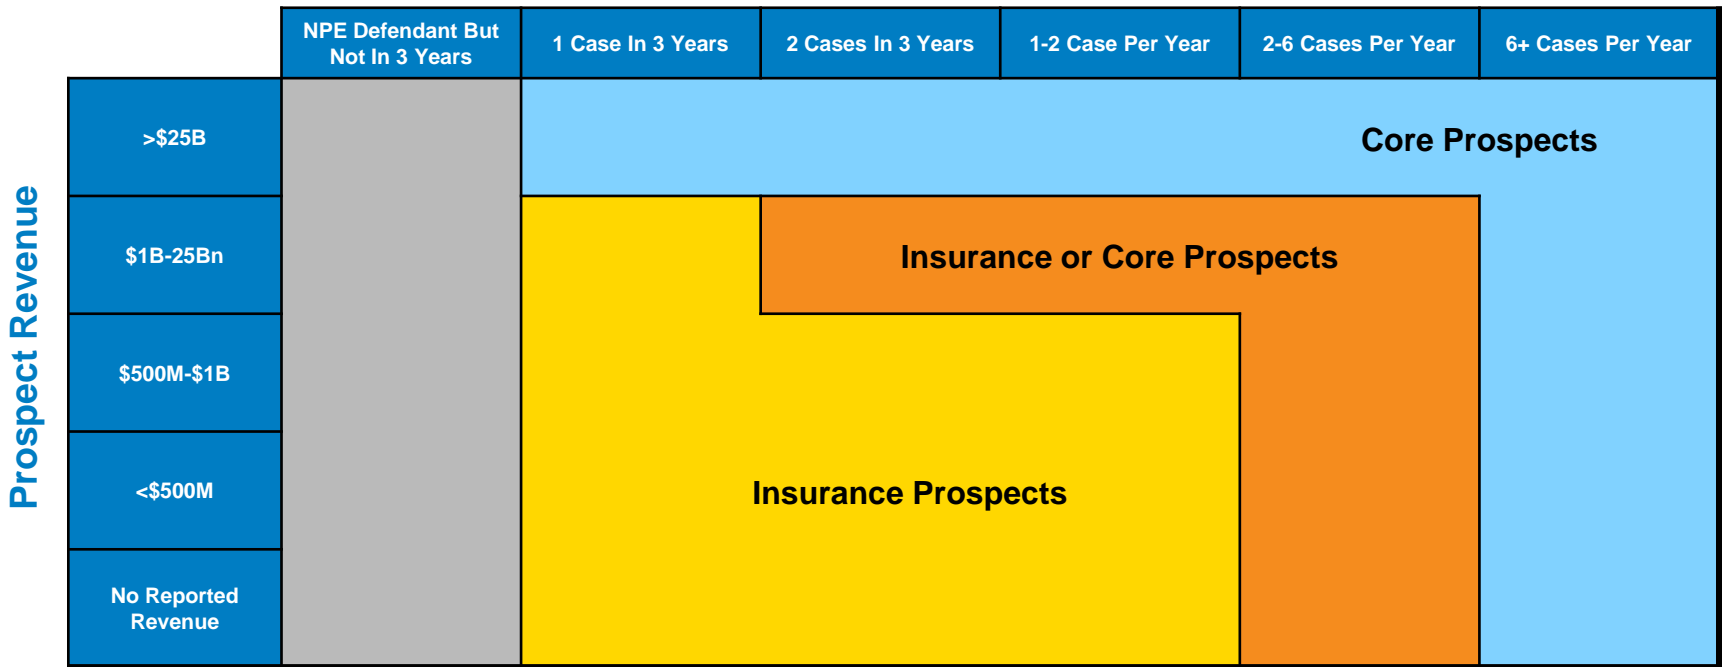 NPE Defendant But
Not In 3 Years
1 Case In 3 Years
2 Cases In 3 Years
1-2 Case Per Year
2-6 Cases Per Year
6+ Cases Per Year
Prospect Revenue
>$25B
Core Prospects
$1B-25Bn
Insurance or Core Prospects
$500M-$1B
<$500M
Insurance Prospects
No Reported
Revenue